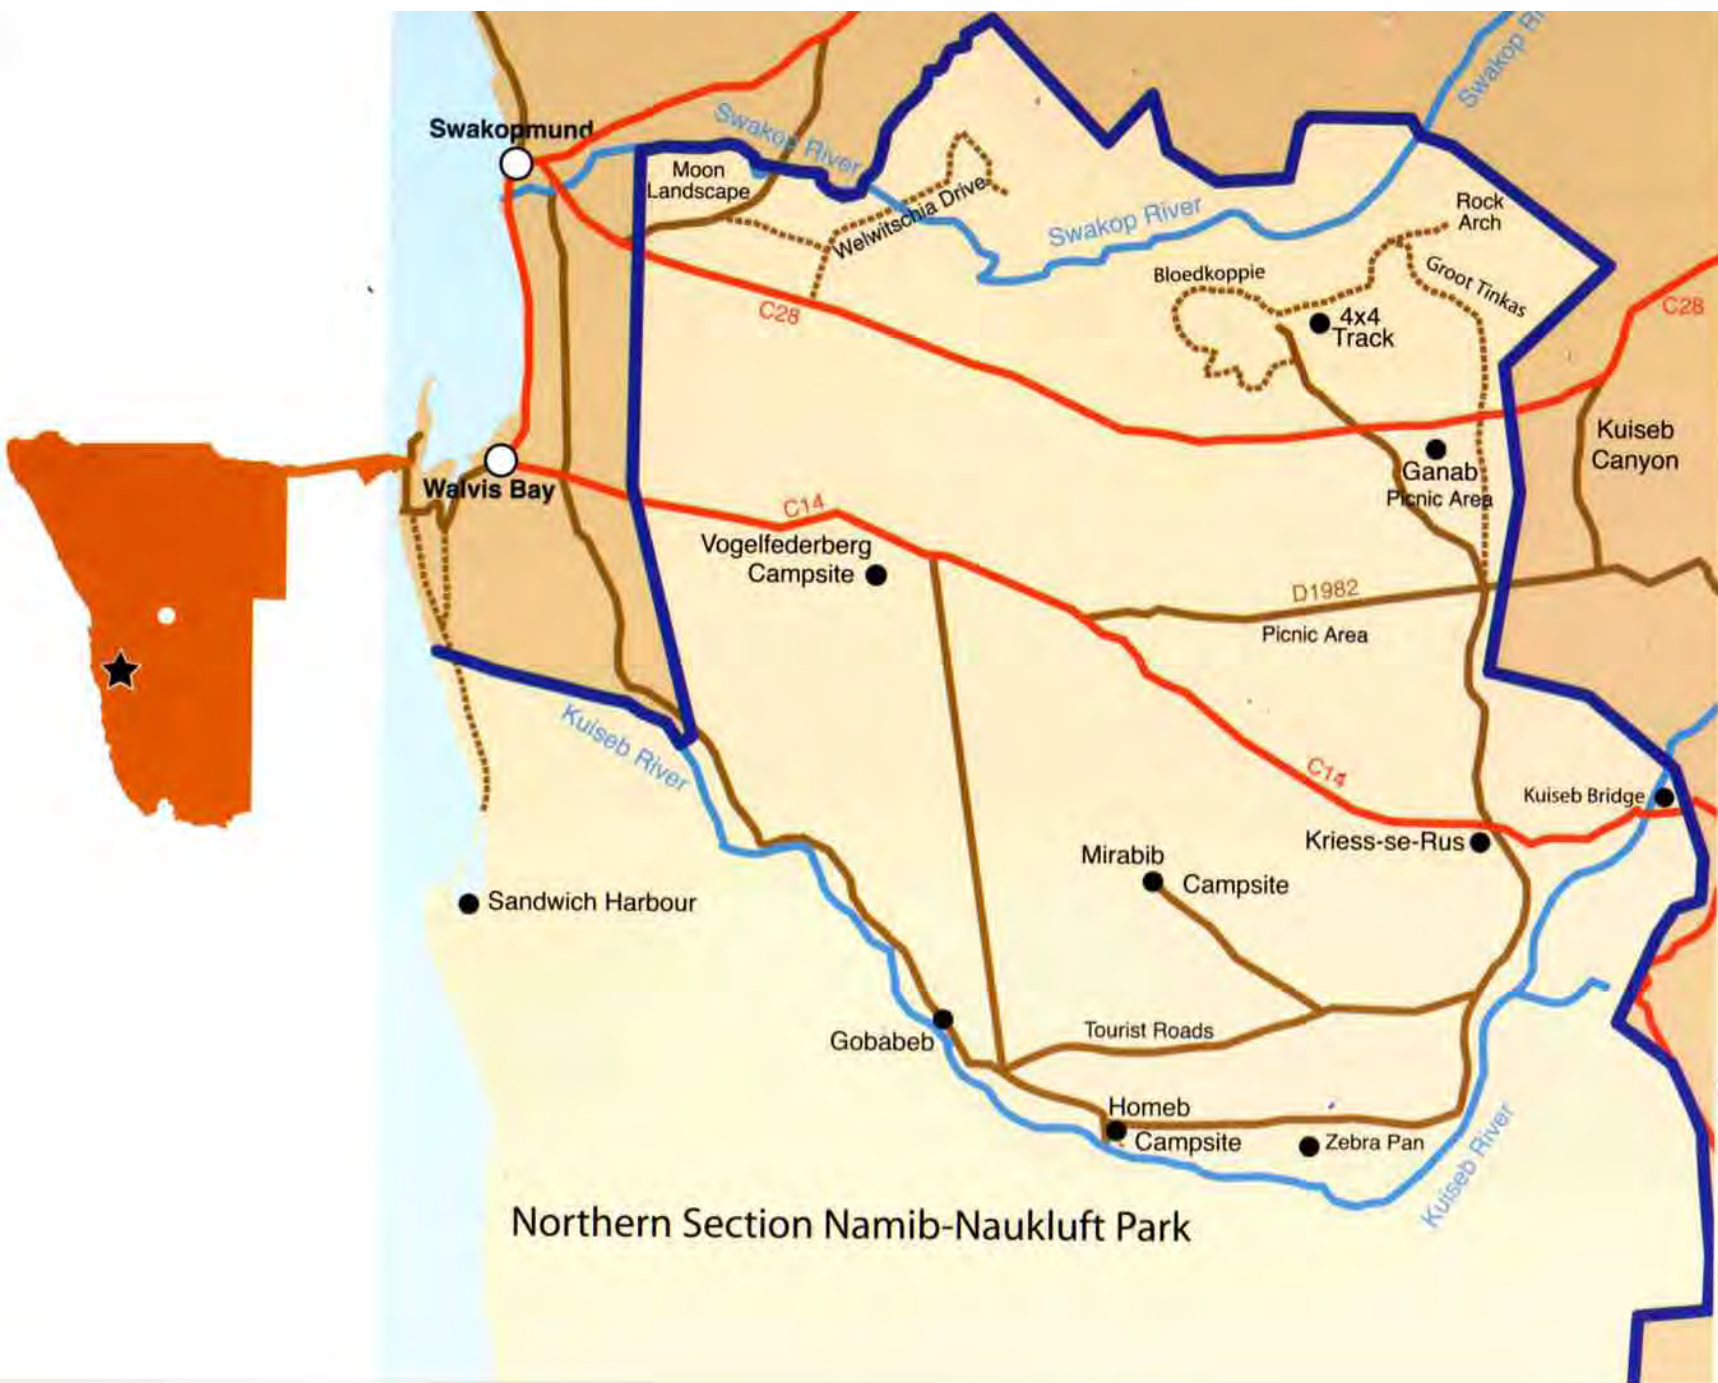 Swakop Ri
Swakopmund
Swakop River
Moon
Landscape
Welwitschia Drive
Swakop River
Rock
Arch
Bloedkoppie
Groot Tinkas
C28
4x4
Track
C28
Kuiseb
Canyon
Ganab
Picnic Area
Walvis Bay
C14
Vogelfederberg
Campsite
D1982
Picnic Area
Kuiseb River
C14
Kuiseb Bridge
Kriess-se-Rus
Mirabib
Campsite
Sandwich Harbour
Gobabeb
Tourist Roads
Homeb
Campsite
Zebra Pan
Kuiseb River
Northern Section Namib-Naukluft Park